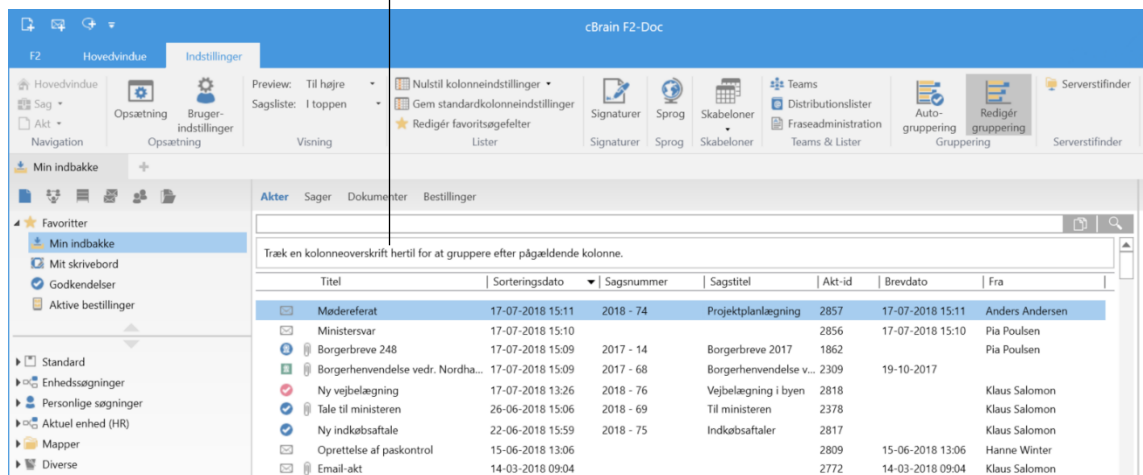 cBrain F2-Doc
F2 Hovedvindue Indstillinger
Hovedvindue
Sag
Akt
Navigation
Opsætning
Bruger-
indstillinger
Opsætning
Preview: Til højre
Sagsliste: I toppen
Visning
Nulstil kolonneindstillinger
Gem standardkolonneindstillinger
Redigér favoritsøgefelter
Lister
Signaturer
Signaturer
Sprog
Sprog
Skabeloner
Skabeloner
Teams
Distributionslister
Fraseadministration
Teams & Lister
Auto-
gruppering
Redigér
gruppering
Gruppering
Serverstifinder
Serverstifinder
Min indbakke
Favoritter
Min indbakke
Mit skrivebord
Godkendelser
Aktive bestillinger
Standard
Enhedssøgninger
Personlige søgninger
Aktuel enhed (HR)
Mapper
Diverse
Akter Sager Dokumenter Bestillinger
Træk en kolonneoverskrift hertil for at gruppere efter pågældende kolonne.
Titel Sorteringsdato Sagsnummer Sagstitel Akt-id Brevdato Fra
Mødereferat 17-07-2018 15:11 2018 - 74 Projektplanlægning 2857 17-07-2018 15:11 Anders Andersen
Ministersvar 17-07-2018 15:10 2856 17-07-2018 15:10 Pia Poulsen
Borgerbreve 248 17-07-2018 15:09 2017 - 14 Borgerbreve 2017 1862 Pia Poulsen
Borgerhenvendelse vedr. Nordha... 17-07-2018 15:09 2017 - 68 Borgerhenvendelse v... 2309 19-10-2017
Ny vejbelægning 17-07-2018 13:26 2018 - 76 Vejbelægning i byen 2818 Klaus Salomon
Tale til ministeren 26-06-2018 15:06 2018 - 69 Til ministeren 2378 Klaus Salomon
Ny indkøbsaftale 22-06-2018 15:59 2018 - 75 Indkøbsaftaler 2817 Klaus Salomon
Oprettelse af paskontrol 15-06-2018 13:06 2809 15-06-2018 13:06 Hanne Winter
Email-akt 14-03-2018 09:04 2772 14-03-2018 09:04 Klaus Salomon